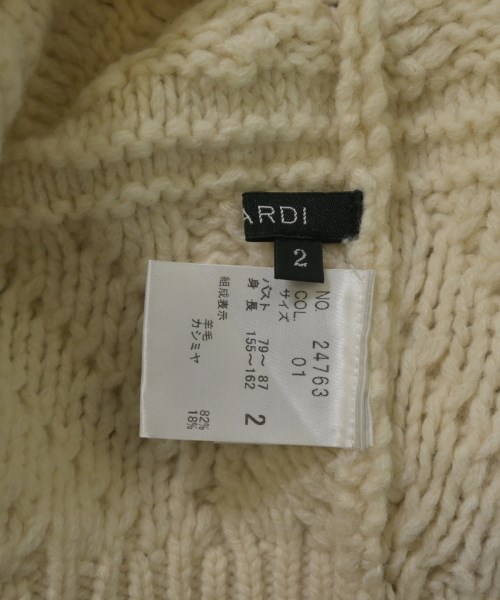 ARDI
2
NO. 24763
COL. 01
サイズ 2
バスト 79～ 87
身 長 155～162
組成表示
羊毛 82%
カシミヤ 18%